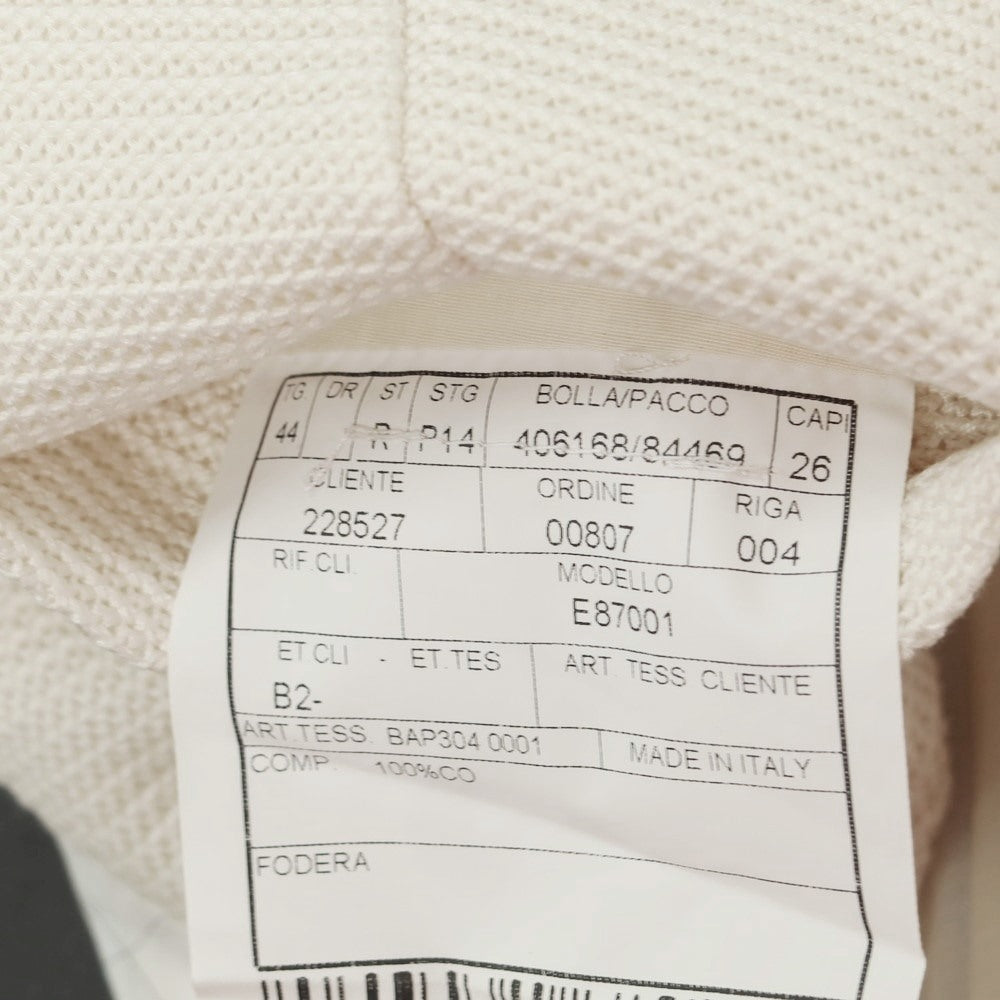 TG. DR ST STG BOLLA/PACCO CAPI
44 R P14 406168/84469 26
CLIENTE ORDINE RIGA
228527 00807 004
RIF.CLI. MODELLO
E87001
ET CLI - ET.TES ART. TESS CLIENTE
B2-
ART.TESS. BAP304 0001 MADE IN ITALY
COMP. 100%CO
FODERA